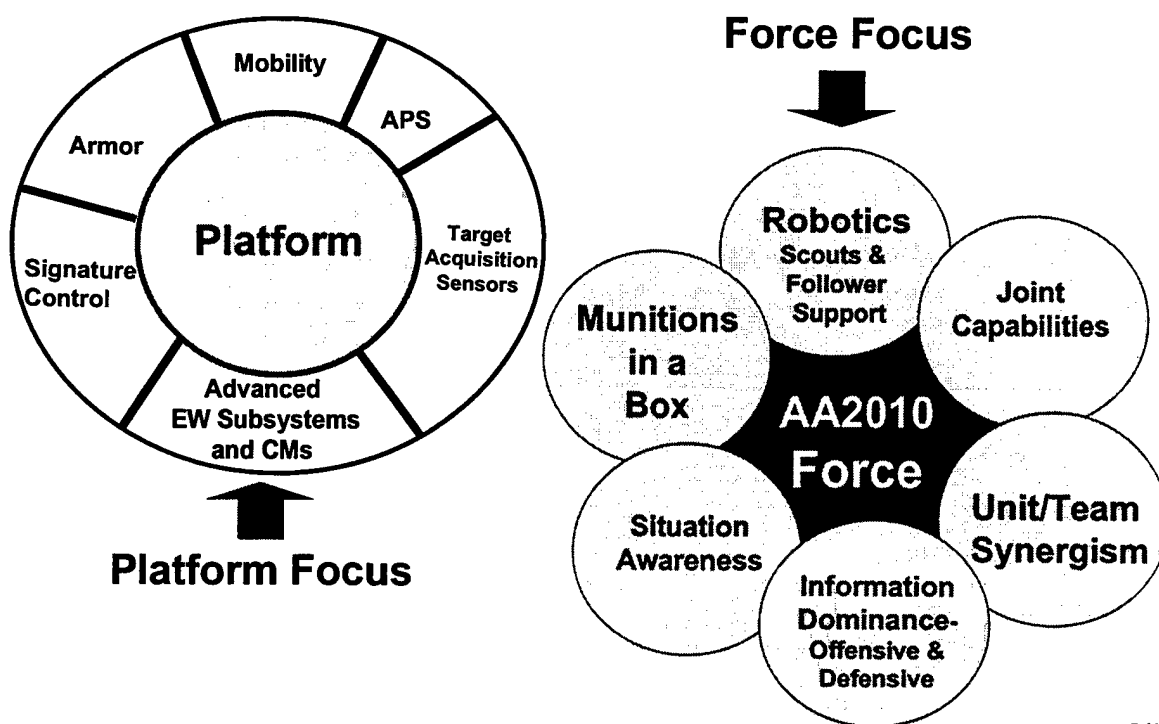 Mobility
APS
Armor
Platform
Target
Acquisition
Sensors
Signature
Control
Advanced
EW Subsystems
and CMs
Platform Focus
Force Focus
Robotics
Scouts &
Follower
Support
Joint
Capabilities
Munitions
in a
Box
AA2010
Force
Unit/Team
Synergism
Situation
Awareness
Information
Dominance-
Offensive &
Defensive